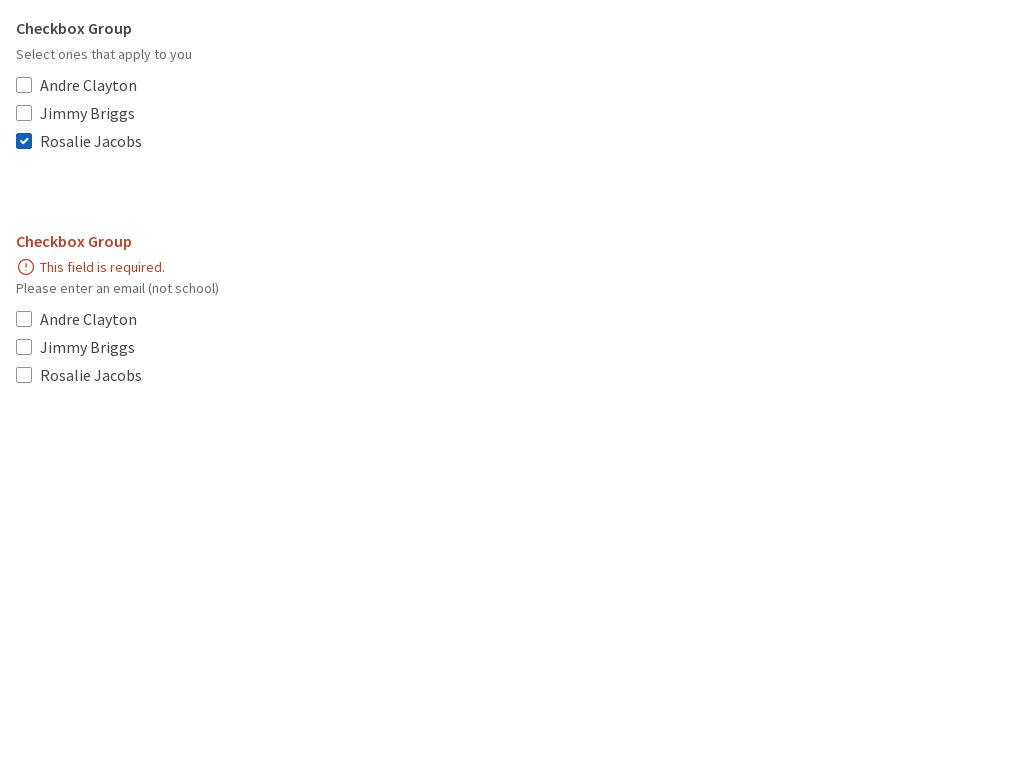 Checkbox Group
Select ones that apply to you
Andre Clayton
Jimmy Briggs
Rosalie Jacobs
Checkbox Group
This field is required.
Please enter an email (not school)
Andre Clayton
Jimmy Briggs
Rosalie Jacobs